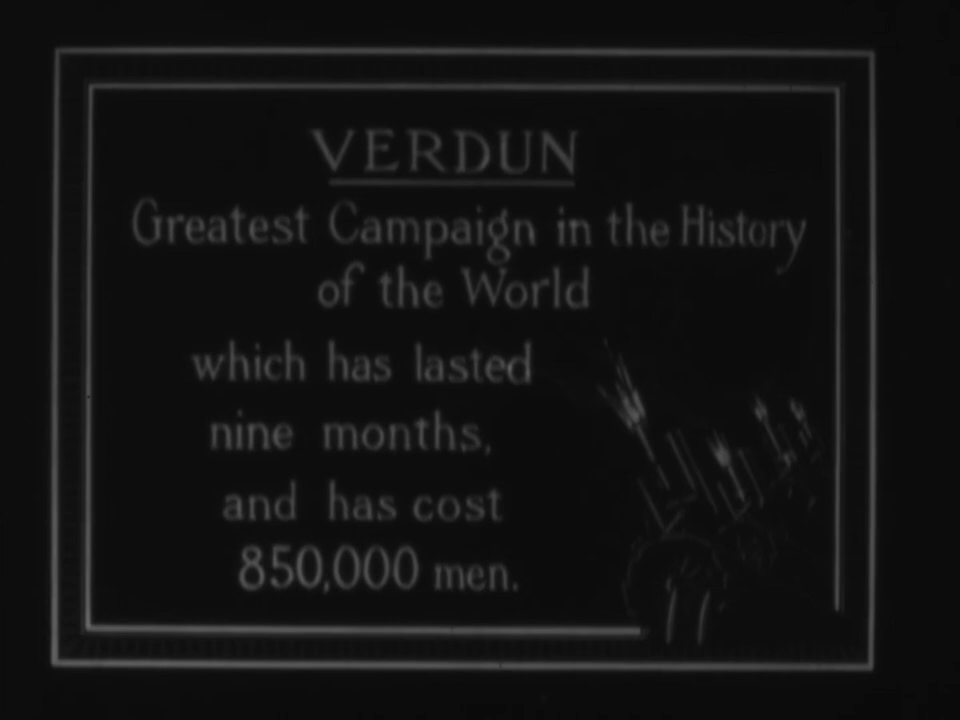 VERDUN
Greatest Campaign in the History
of the World
which has lasted
nine months,
and has cost
850,000 men.